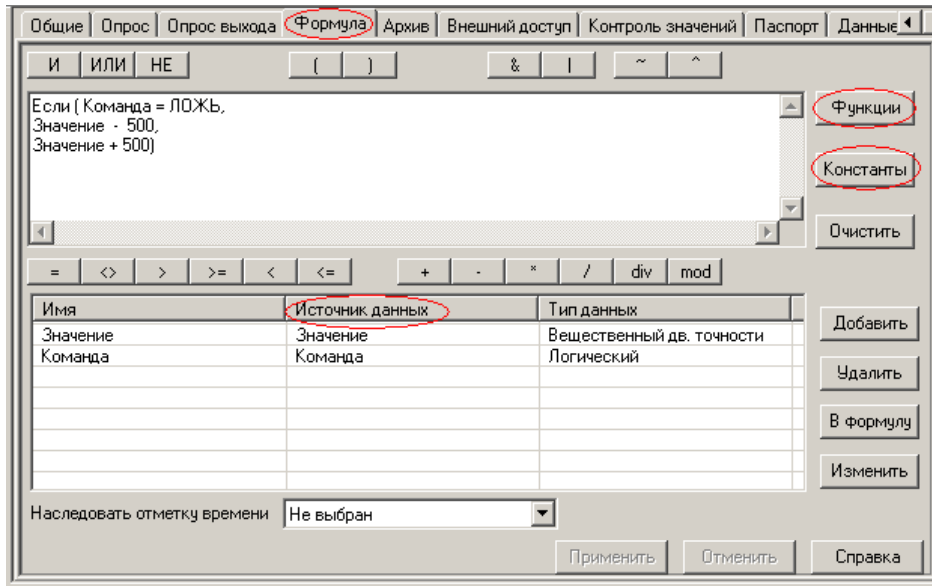 Общие Опрос Опрос выхода Формула Архив Внешний доступ Контроль значений Паспорт Данные
И ИЛИ НЕ ( ) & | ~ ^
Если ( Команда = ЛОЖЬ,
Значение - 500,
Значение + 500)
Функции
Константы
Очистить
= <> > >= < <= + - * / div mod
Имя Источник данных Тип данных
Значение Значение Вещественный дв. точности
Команда Команда Логический
Добавить
Удалить
В формулу
Изменить
Наследовать отметку времени Не выбран
Применить Отменить Справка